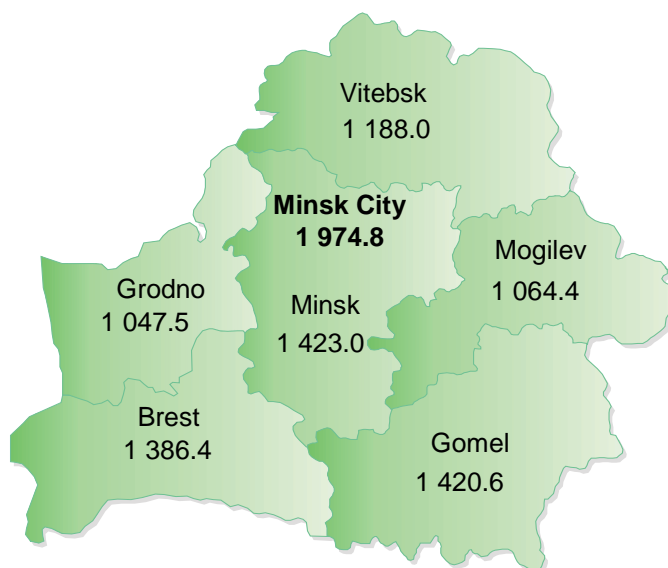 Vitebsk
1 188.0
Minsk City
1 974.8
Mogilev
1 064.4
Grodno
1 047.5
Minsk
1 423.0
Brest
1 386.4
Gomel
1 420.6